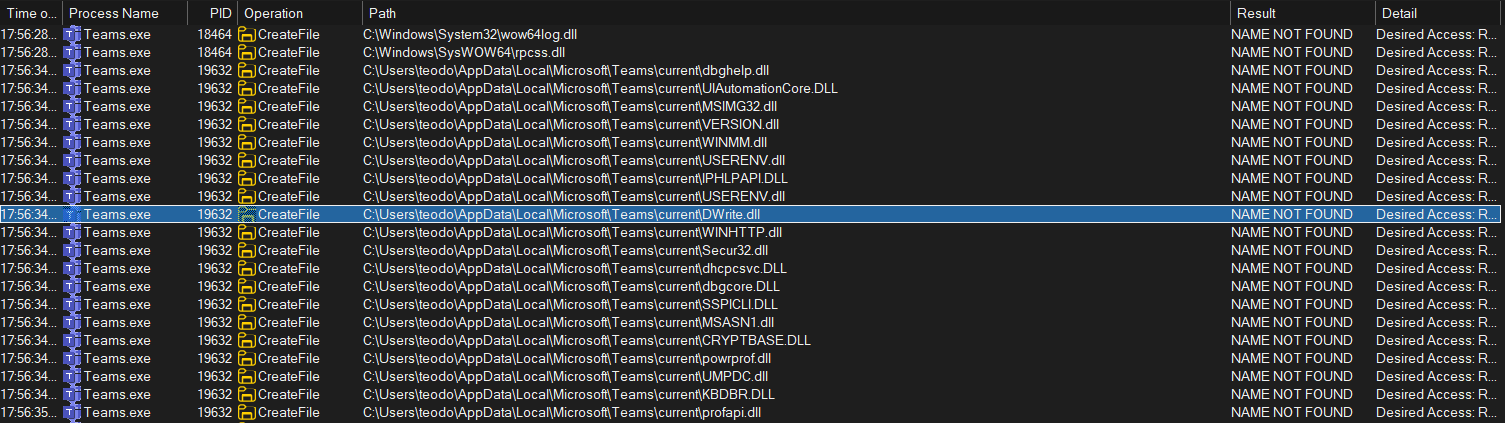 Time o... Process Name PID Operation Path Result Detail
17:56:28... Teams.exe 18464 CreateFile C:\Windows\System32\wow64log.dll NAME NOT FOUND Desired Access: R...
17:56:28... Teams.exe 18464 CreateFile C:\Windows\SysWOW64\rpcss.dll NAME NOT FOUND Desired Access: R...
17:56:34... Teams.exe 19632 CreateFile C:\Users\teodo\AppData\Local\Microsoft\Teams\current\dbghelp.dll NAME NOT FOUND Desired Access: R...
17:56:34... Teams.exe 19632 CreateFile C:\Users\teodo\AppData\Local\Microsoft\Teams\current\UIAutomationCore.DLL NAME NOT FOUND Desired Access: R...
17:56:34... Teams.exe 19632 CreateFile C:\Users\teodo\AppData\Local\Microsoft\Teams\current\MSIMG32.dll NAME NOT FOUND Desired Access: R...
17:56:34... Teams.exe 19632 CreateFile C:\Users\teodo\AppData\Local\Microsoft\Teams\current\VERSION.dll NAME NOT FOUND Desired Access: R...
17:56:34... Teams.exe 19632 CreateFile C:\Users\teodo\AppData\Local\Microsoft\Teams\current\WINMM.dll NAME NOT FOUND Desired Access: R...
17:56:34... Teams.exe 19632 CreateFile C:\Users\teodo\AppData\Local\Microsoft\Teams\current\USERENV.dll NAME NOT FOUND Desired Access: R...
17:56:34... Teams.exe 19632 CreateFile C:\Users\teodo\AppData\Local\Microsoft\Teams\current\IPHLPAPI.DLL NAME NOT FOUND Desired Access: R...
17:56:34... Teams.exe 19632 CreateFile C:\Users\teodo\AppData\Local\Microsoft\Teams\current\USERENV.dll NAME NOT FOUND Desired Access: R...
17:56:34... Teams.exe 19632 CreateFile C:\Users\teodo\AppData\Local\Microsoft\Teams\current\DWrite.dll NAME NOT FOUND Desired Access: R...
17:56:34... Teams.exe 19632 CreateFile C:\Users\teodo\AppData\Local\Microsoft\Teams\current\WINHTTP.dll NAME NOT FOUND Desired Access: R...
17:56:34... Teams.exe 19632 CreateFile C:\Users\teodo\AppData\Local\Microsoft\Teams\current\Secur32.dll NAME NOT FOUND Desired Access: R...
17:56:34... Teams.exe 19632 CreateFile C:\Users\teodo\AppData\Local\Microsoft\Teams\current\dhcpcsvc.DLL NAME NOT FOUND Desired Access: R...
17:56:34... Teams.exe 19632 CreateFile C:\Users\teodo\AppData\Local\Microsoft\Teams\current\dbgcore.DLL NAME NOT FOUND Desired Access: R...
17:56:34... Teams.exe 19632 CreateFile C:\Users\teodo\AppData\Local\Microsoft\Teams\current\SSPICLI.DLL NAME NOT FOUND Desired Access: R...
17:56:34... Teams.exe 19632 CreateFile C:\Users\teodo\AppData\Local\Microsoft\Teams\current\MSASN1.dll NAME NOT FOUND Desired Access: R...
17:56:34... Teams.exe 19632 CreateFile C:\Users\teodo\AppData\Local\Microsoft\Teams\current\CRYPTBASE.DLL NAME NOT FOUND Desired Access: R...
17:56:34... Teams.exe 19632 CreateFile C:\Users\teodo\AppData\Local\Microsoft\Teams\current\powrprof.dll NAME NOT FOUND Desired Access: R...
17:56:34... Teams.exe 19632 CreateFile C:\Users\teodo\AppData\Local\Microsoft\Teams\current\UMPDC.dll NAME NOT FOUND Desired Access: R...
17:56:34... Teams.exe 19632 CreateFile C:\Users\teodo\AppData\Local\Microsoft\Teams\current\KBDBR.DLL NAME NOT FOUND Desired Access: R...
17:56:35... Teams.exe 19632 CreateFile C:\Users\teodo\AppData\Local\Microsoft\Teams\current\profapi.dll NAME NOT FOUND Desired Access: R...